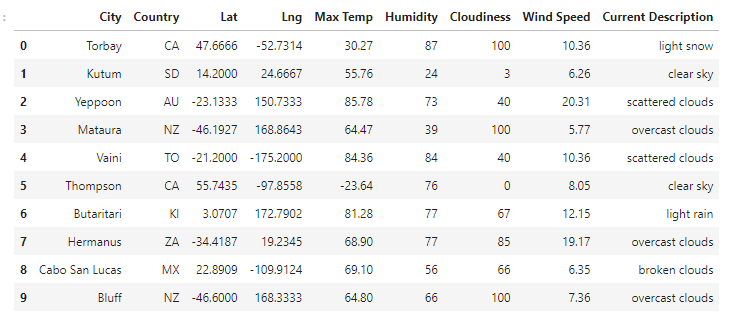 :
City Country Lat Lng Max Temp Humidity Cloudiness Wind Speed Current Description
0 Torbay CA 47.6666 -52.7314 30.27 87 100 10.36 light snow
1 Kutum SD 14.2000 24.6667 55.76 24 3 6.26 clear sky
2 Yeppoon AU -23.1333 150.7333 85.78 73 40 20.31 scattered clouds
3 Mataura NZ -46.1927 168.8643 64.47 39 100 5.77 overcast clouds
4 Vaini TO -21.2000 -175.2000 84.36 84 40 10.36 scattered clouds
5 Thompson CA 55.7435 -97.8558 -23.64 76 0 8.05 clear sky
6 Butaritari KI 3.0707 172.7902 81.28 77 67 12.15 light rain
7 Hermanus ZA -34.4187 19.2345 68.90 77 85 19.17 overcast clouds
8 Cabo San Lucas MX 22.8909 -109.9124 69.10 56 66 6.35 broken clouds
9 Bluff NZ -46.6000 168.3333 64.80 66 100 7.36 overcast clouds